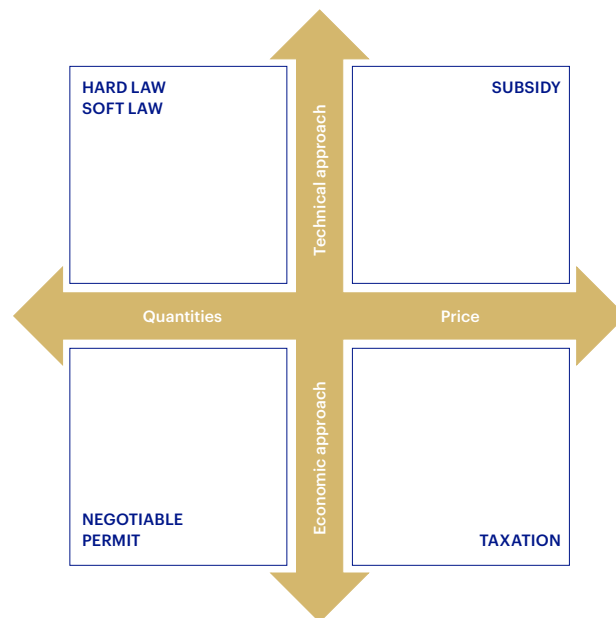 HARD LAW
SOFT LAW
SUBSIDY
Technical approach
Quantities
Price
Economic approach
NEGOTIABLE
PERMIT
TAXATION